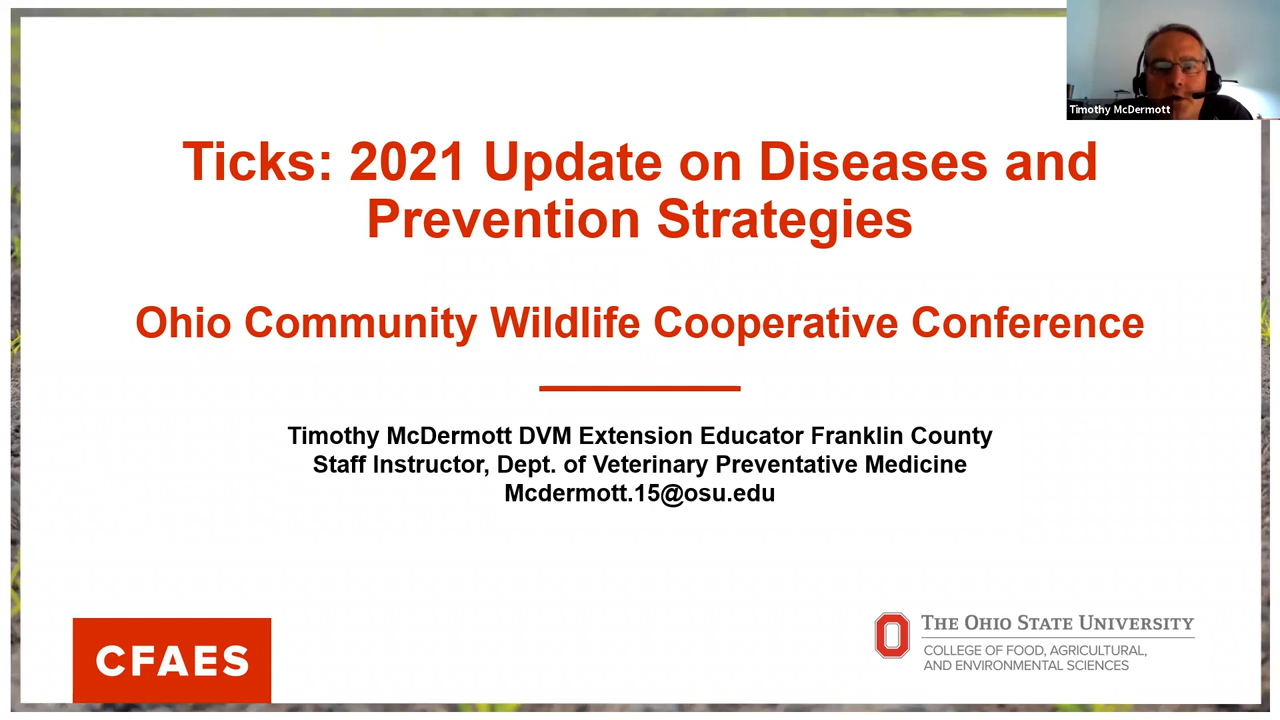 Timothy McDermott
Ticks: 2021 Update on Diseases and
Prevention Strategies
Ohio Community Wildlife Cooperative Conference
Timothy McDermott DVM Extension Educator Franklin County
Staff Instructor, Dept. of Veterinary Preventative Medicine
Mcdermott.15@osu.edu
CFAES
THE OHIO STATE UNIVERSITY
COLLEGE OF FOOD, AGRICULTURAL,
AND ENVIRONMENTAL SCIENCES